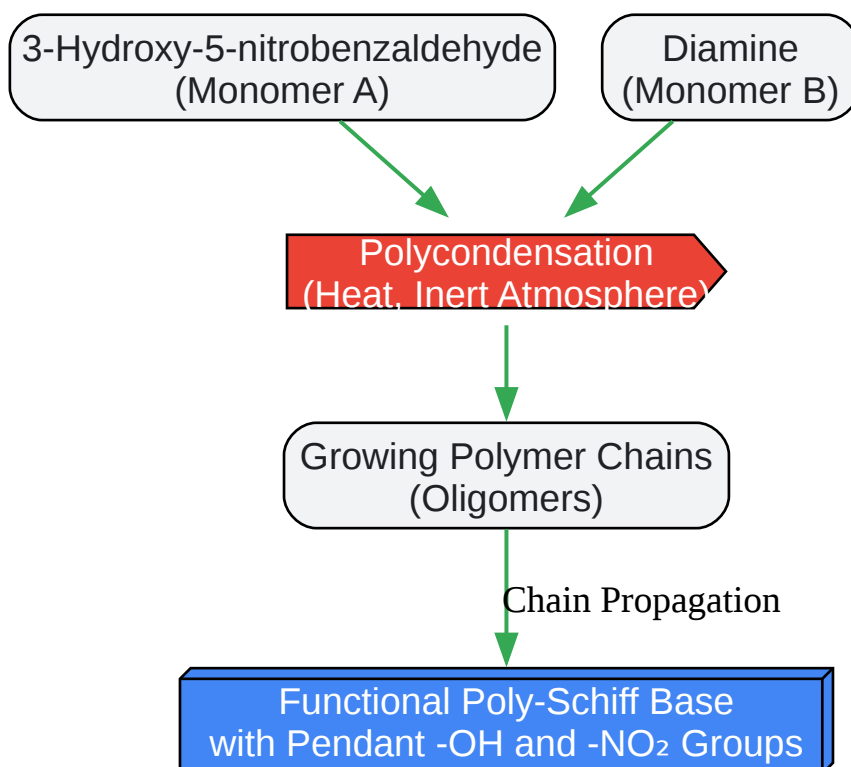 3-Hydroxy-5-nitrobenzaldehyde
(Monomer A)
Diamine
(Monomer B)
Polycondensation
(Heat, Inert Atmosphere)
Growing Polymer Chains
(Oligomers)
Chain Propagation
Functional Poly-Schiff Base
with Pendant -OH and -NO₂ Groups